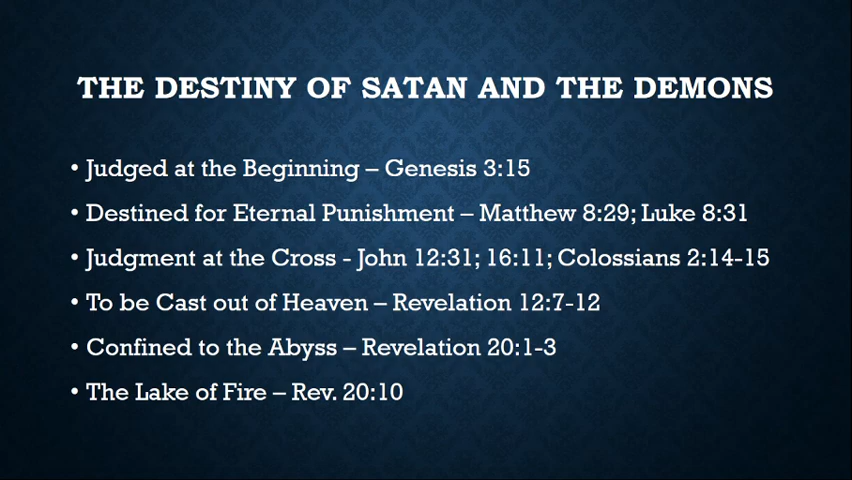 THE DESTINY OF SATAN AND THE DEMONS
• Judged at the Beginning – Genesis 3:15
• Destined for Eternal Punishment – Matthew 8:29; Luke 8:31
• Judgment at the Cross - John 12:31; 16:11; Colossians 2:14-15
• To be Cast out of Heaven – Revelation 12:7-12
• Confined to the Abyss – Revelation 20:1-3
• The Lake of Fire – Rev. 20:10